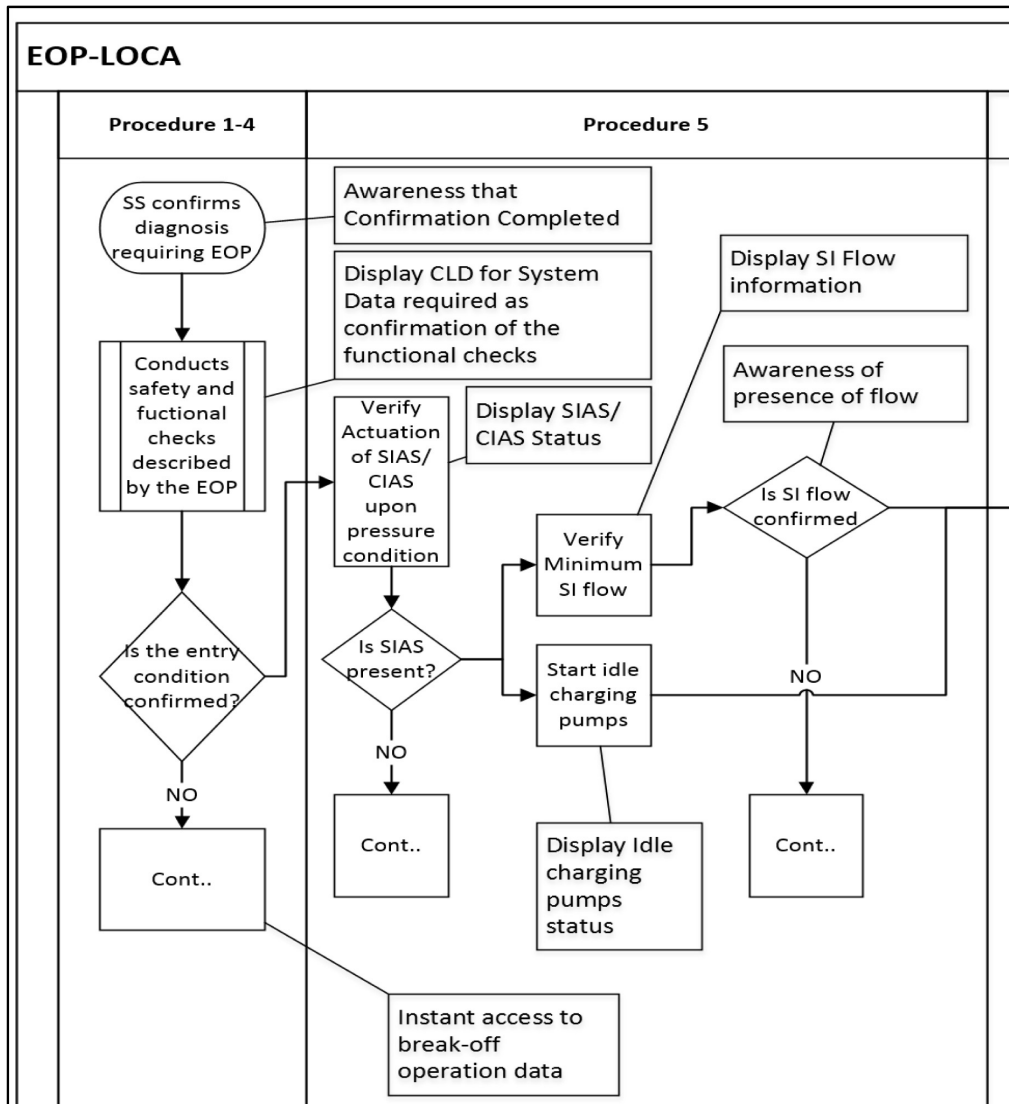 EOP-LOCA
Procedure 1-4
Procedure 5
SS confirms
diagnosis
requiring EOP
Awareness that
Confirmation Completed
Display CLD for System
Data required as
confirmation of the
functional checks
Conducts
safety and
fuctional
checks
described
by the EOP
Is the entry
condition
confirmed?
NO
Cont..
Instant access to
break-off
operation data
Verify
Actuation
of SIAS/
CIAS
upon
pressure
condition
Display SIAS/
CIAS Status
Is SIAS
present?
NO
Cont..
Display SI Flow
information
Verify
Minimum
SI flow
Start idle
charging
pumps
Display Idle
charging
pumps
status
Awareness of
presence of flow
Is SI flow
confirmed
NO
Cont..